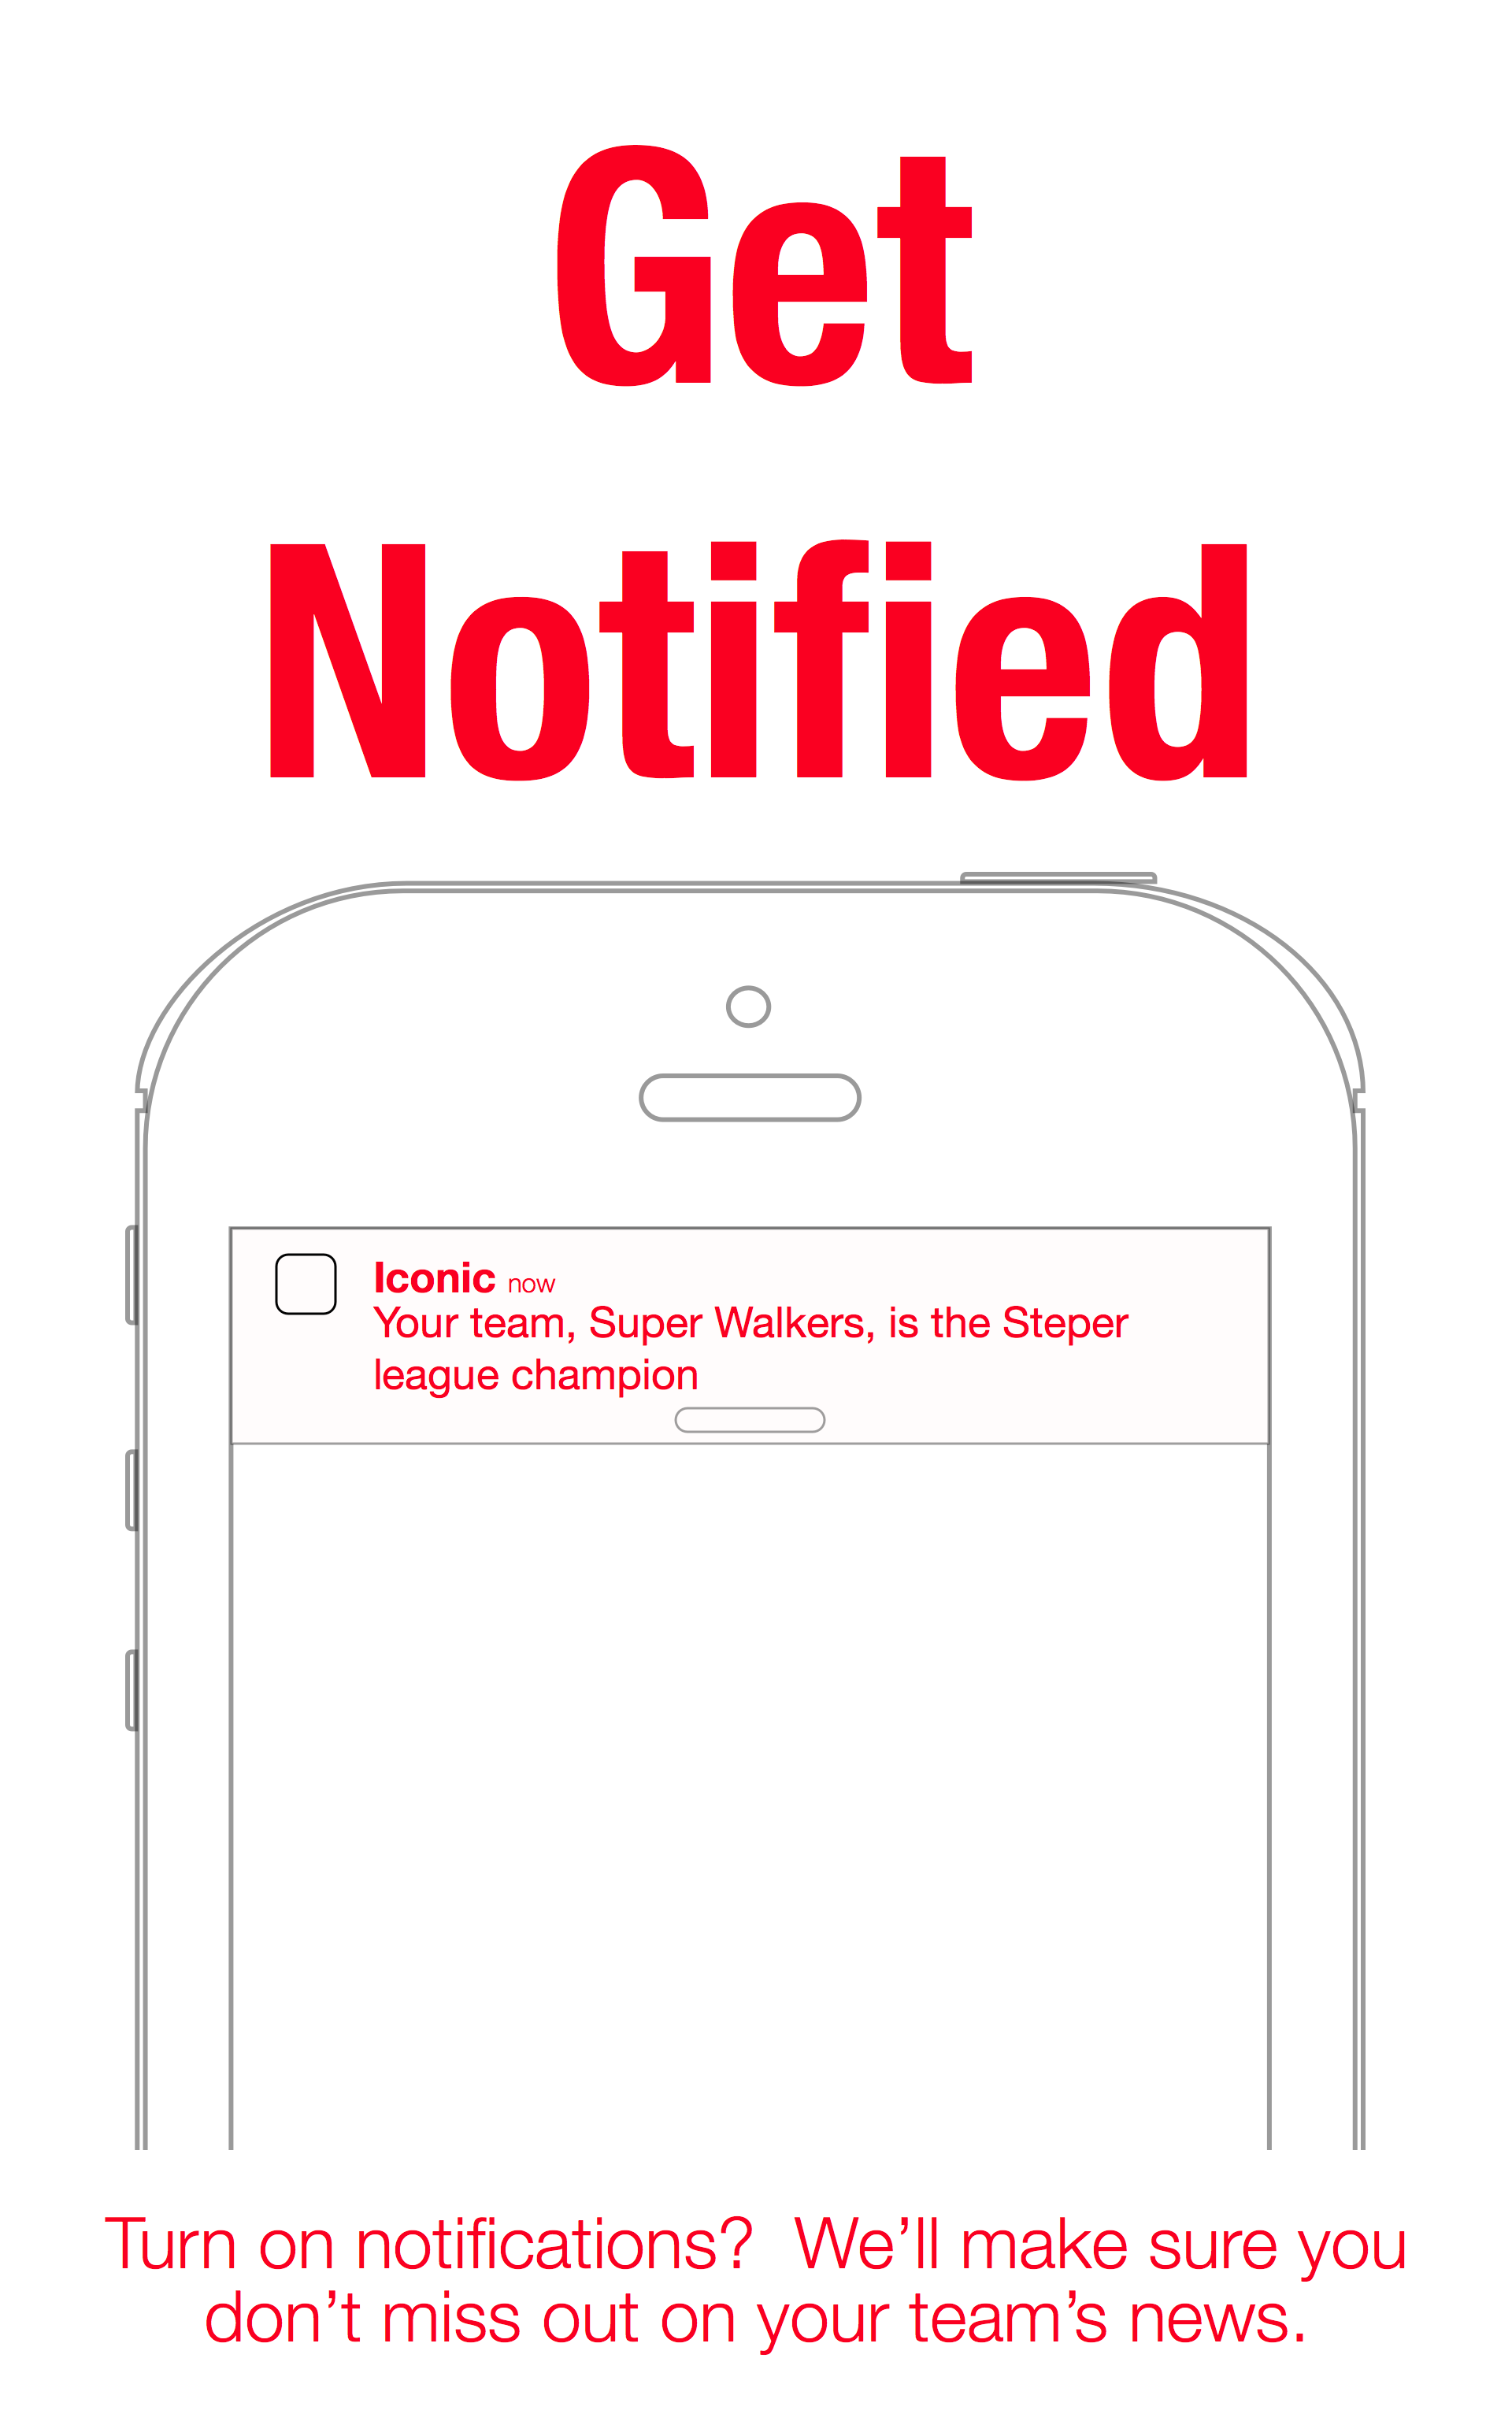 Get
Notified
Iconic now
Your team, Super Walkers, is the Steper
league champion
Turn on notifications?  We’ll make sure you
don’t miss out on your team’s news.